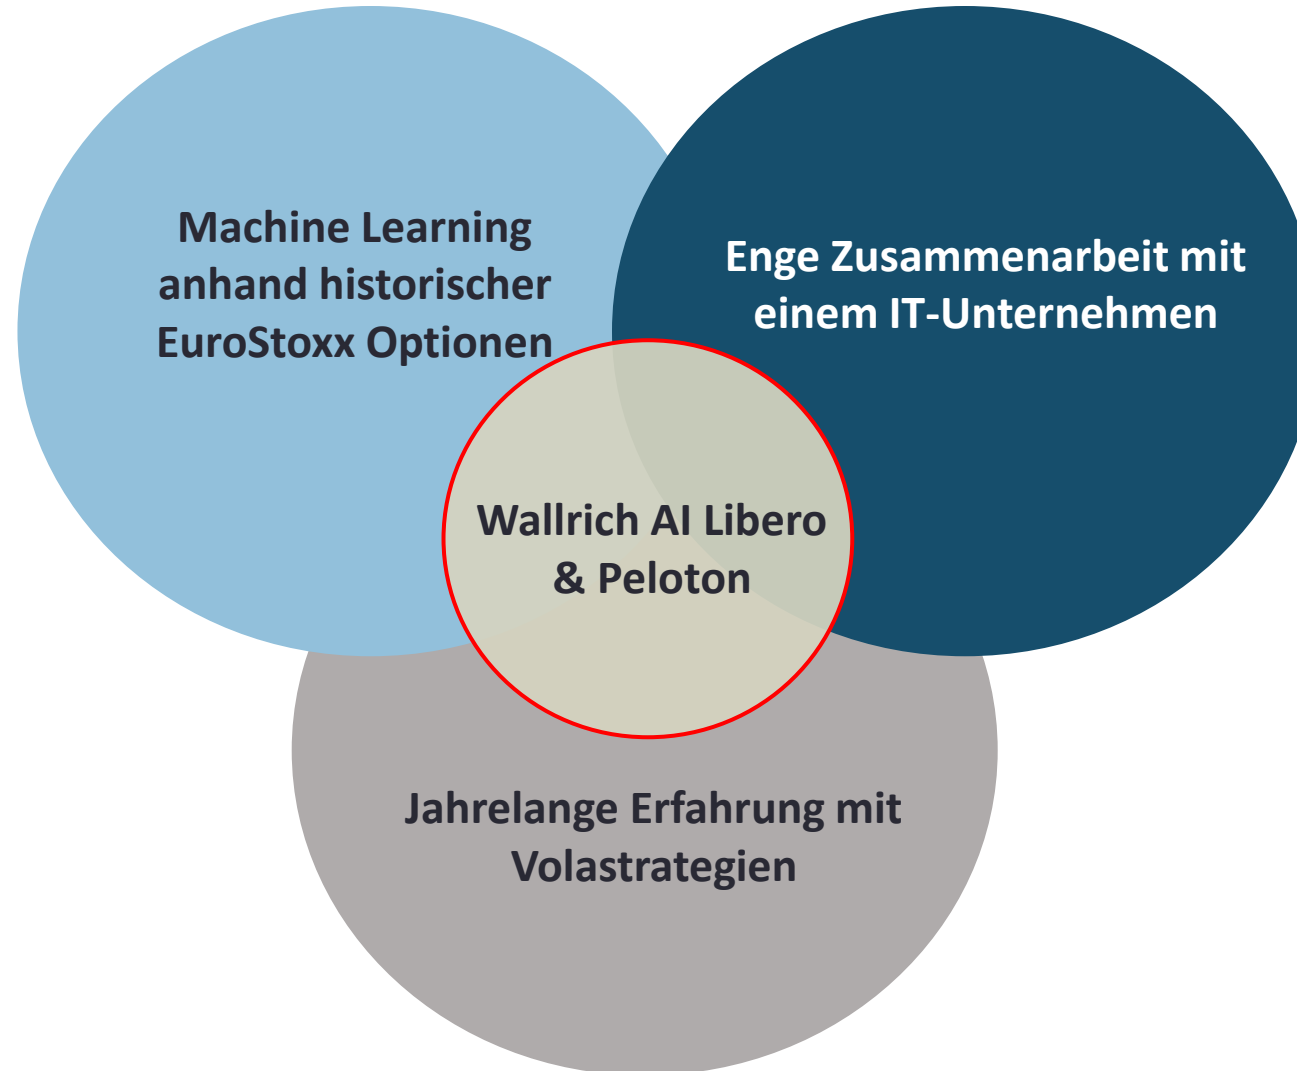 Machine Learning
anhand historischer
EuroStoxx Optionen
Enge Zusammenarbeit mit
einem IT-Unternehmen
Wallrich AI Libero
& Peloton
Jahrelange Erfahrung mit
Volastrategien